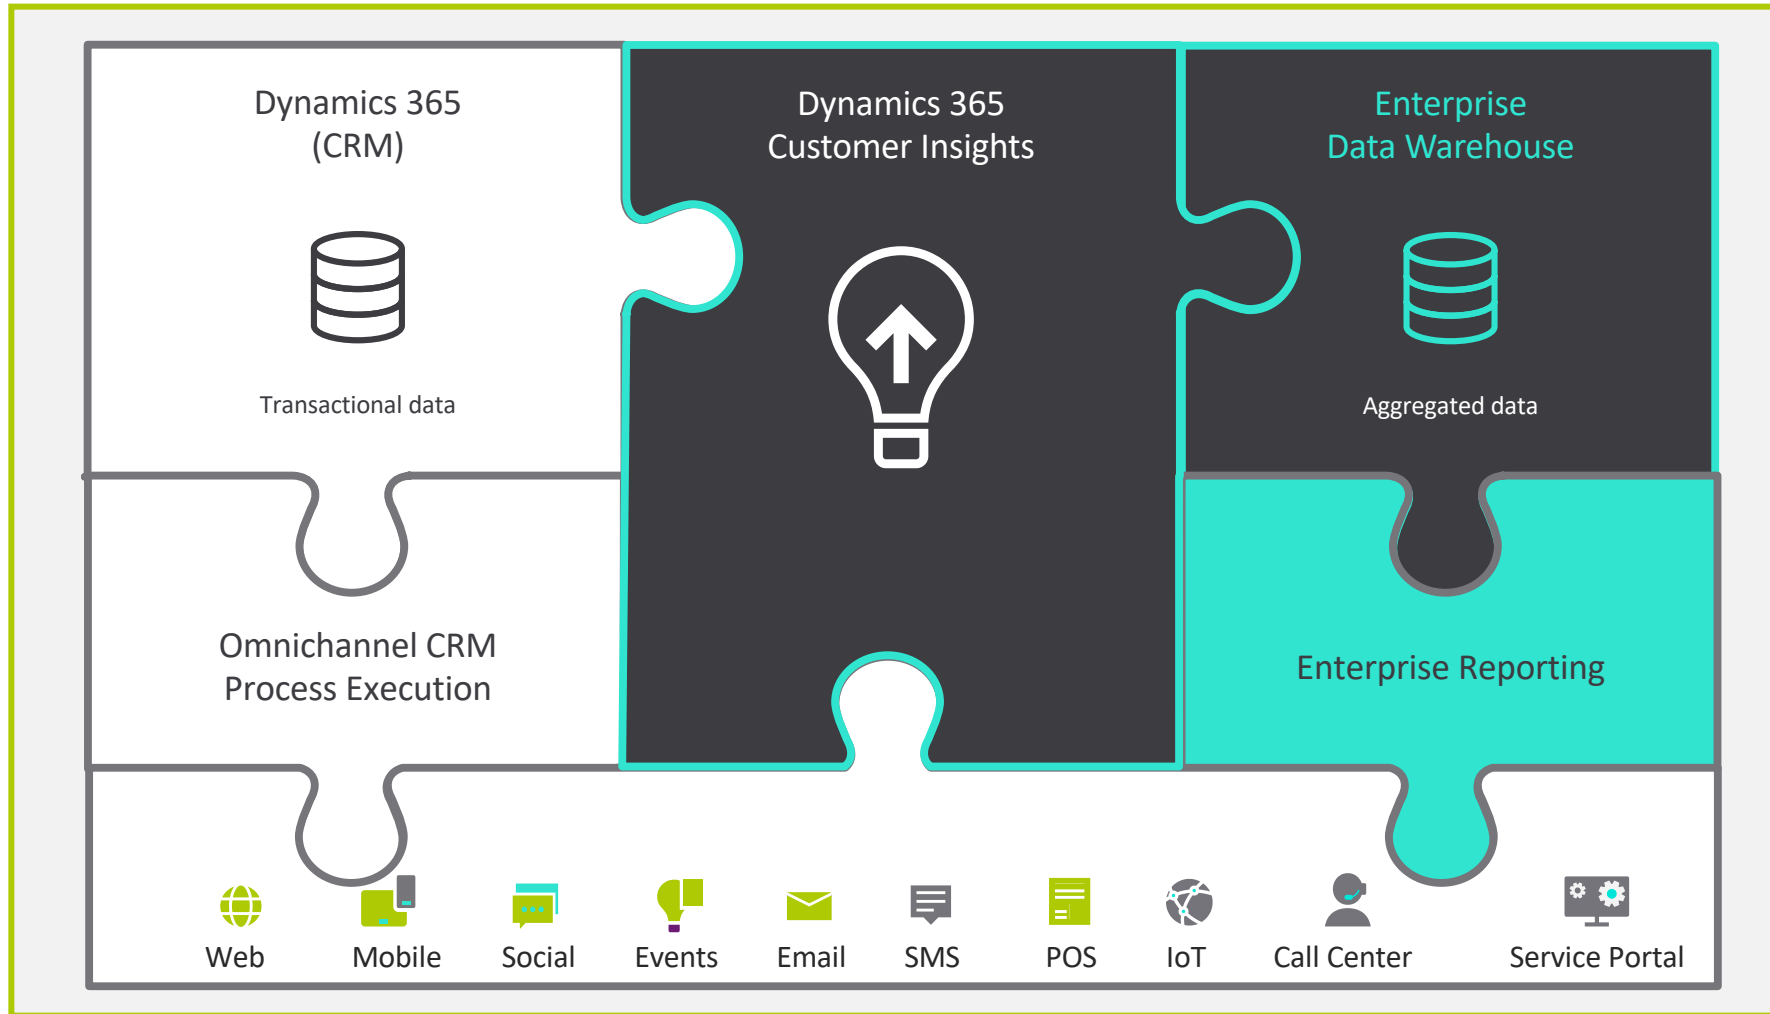 Dynamics 365
(CRM)
Transactional data
Dynamics 365
Customer Insights
Enterprise
Data Warehouse
Aggregated data
Omnichannel CRM
Process Execution
Enterprise Reporting
Web
Mobile
Social
Events
Email
SMS
POS
IoT
Call Center
Service Portal